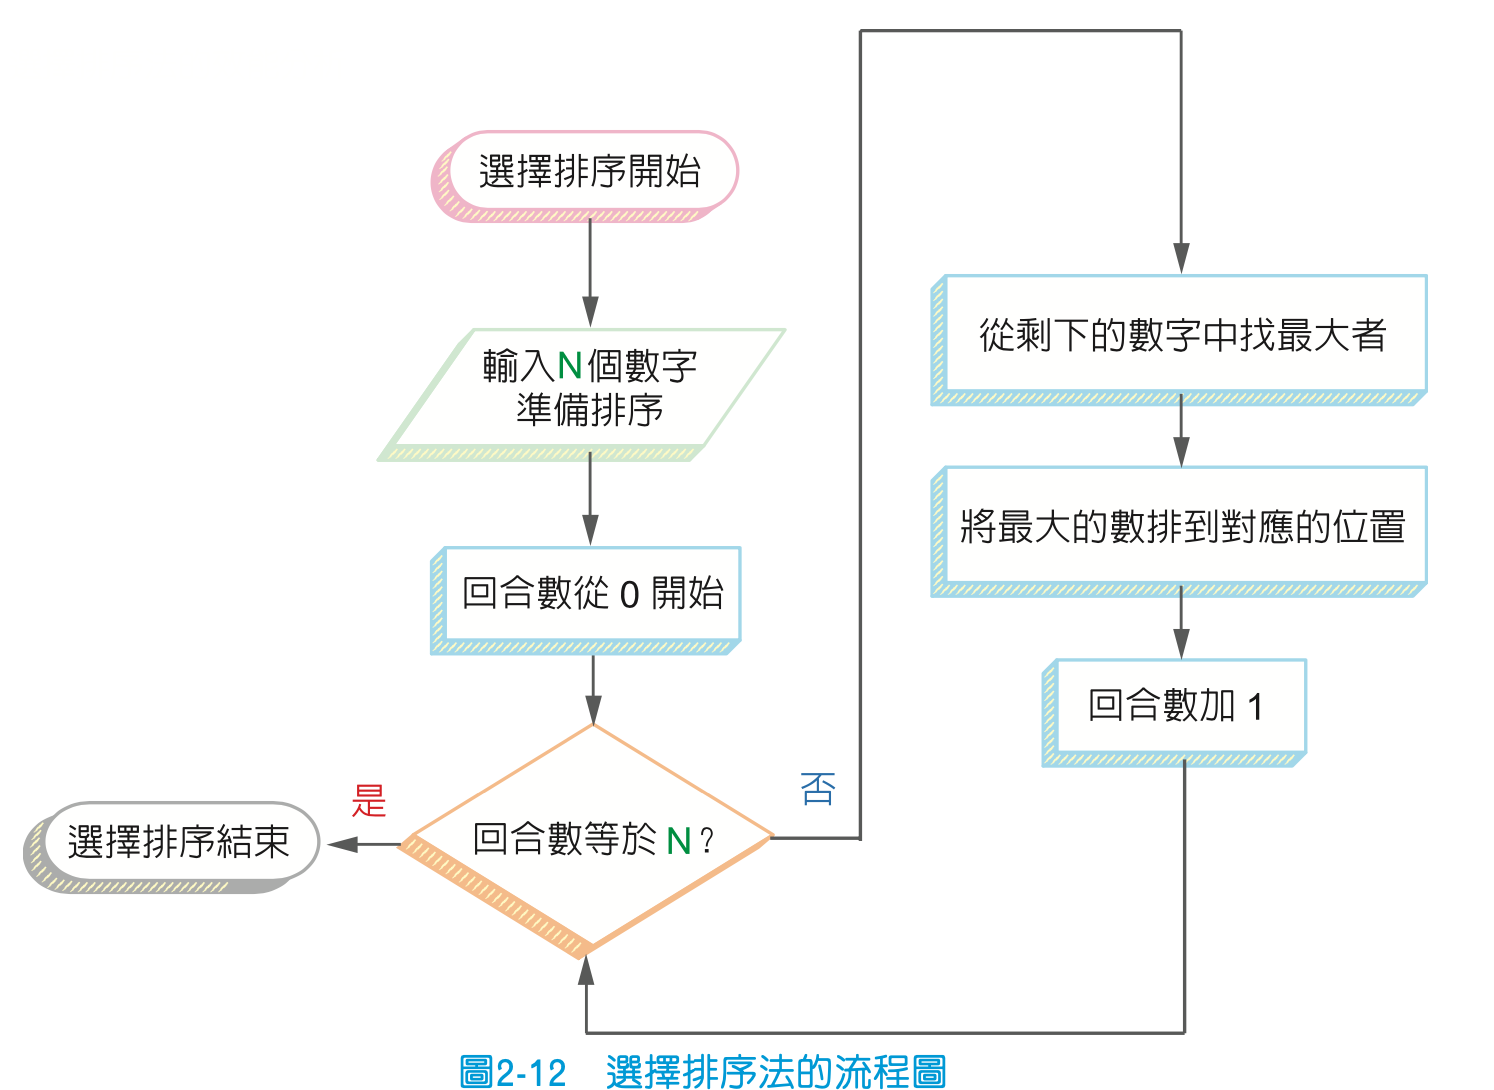 選擇排序開始
輸入N個數字
準備排序
回合數從 0 開始
回合數等於 N？
是
選擇排序結束
否
從剩下的數字中找最大者
將最大的數排到對應的位置
回合數加 1
圖2-12　選擇排序法的流程圖